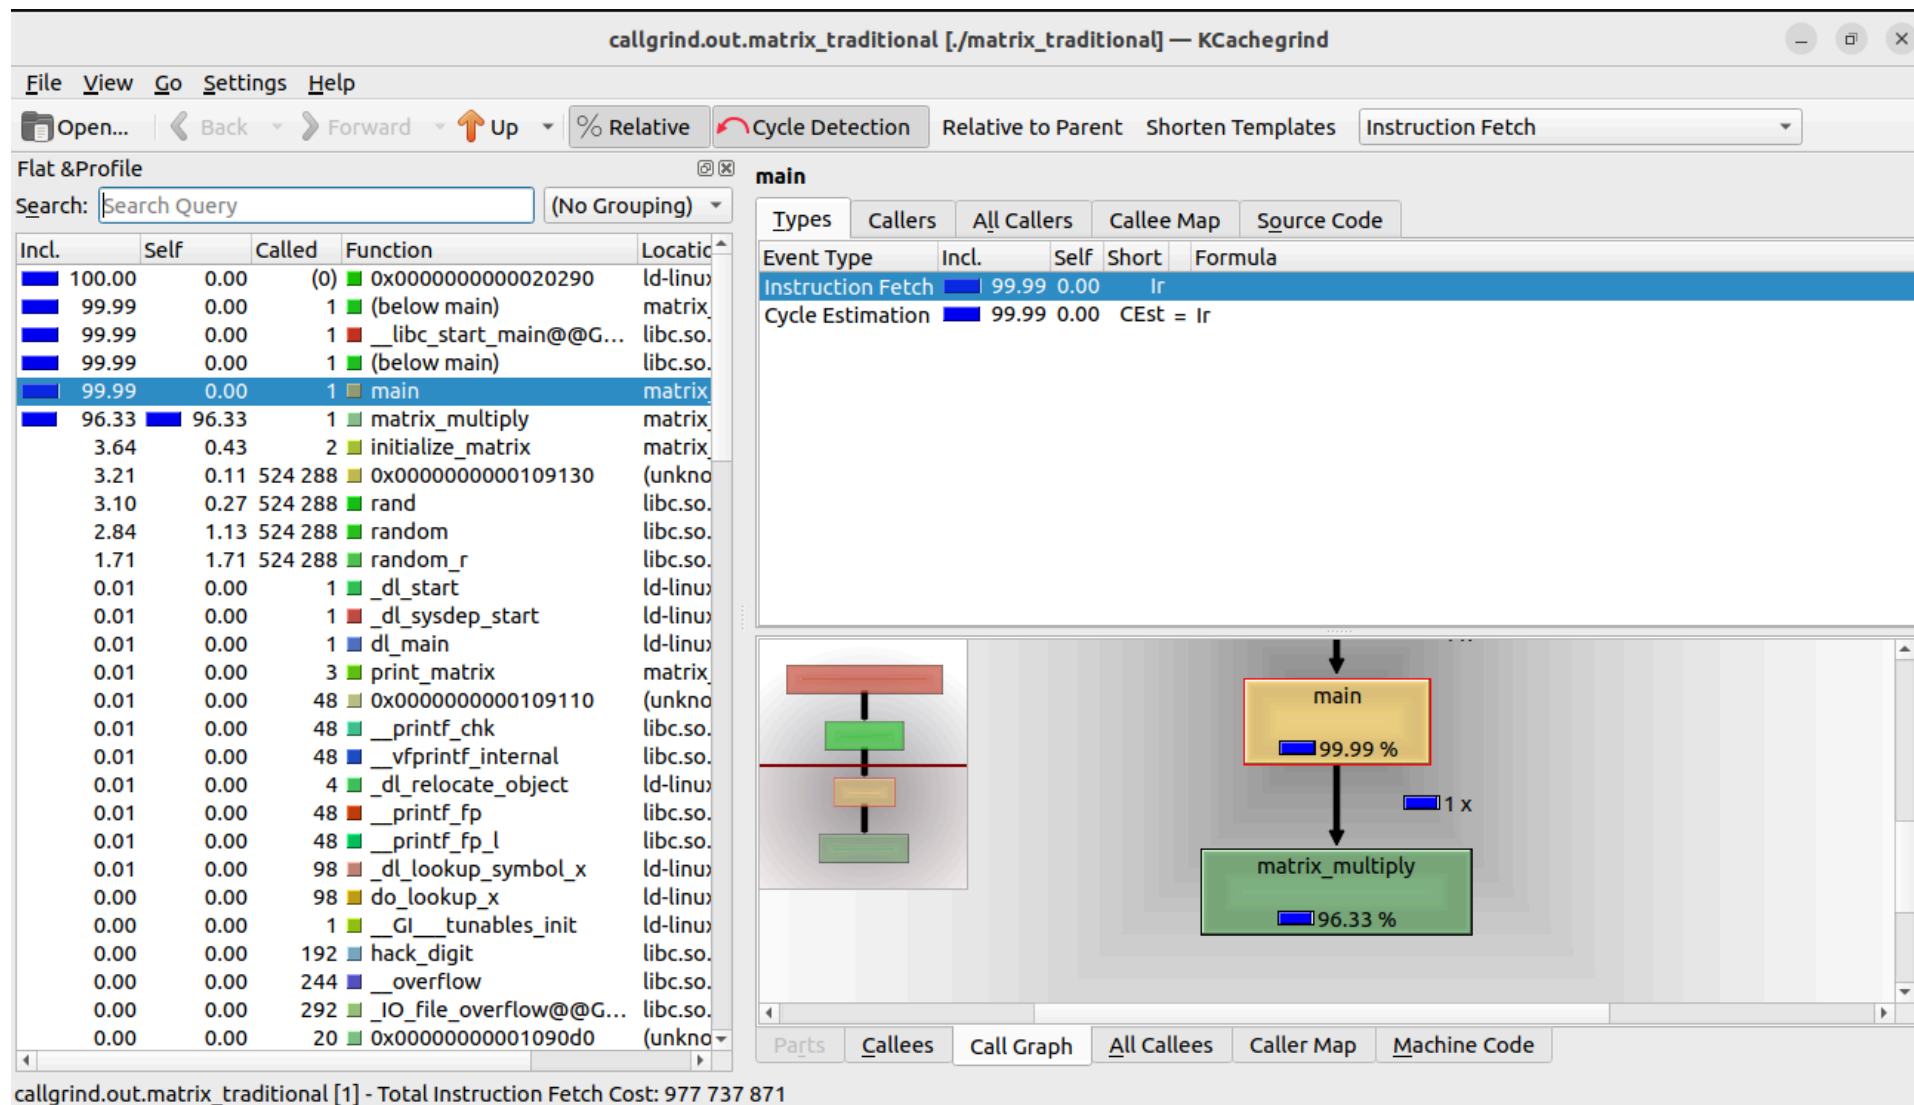 callgrind.out.matrix_traditional [./matrix_traditional] — KCachegrind
File View Go Settings Help
Open... Back Forward Up % Relative Cycle Detection Relative to Parent Shorten Templates Instruction Fetch
Flat &Profile
Search: Search Query (No Grouping)
Incl. Self Called Function Locatio
100.00 0.00 (0) 0x0000000000020290 ld-linux
99.99 0.00 1 (below main) matrix_
99.99 0.00 1 __libc_start_main@@G... libc.so.
99.99 0.00 1 (below main) libc.so.
99.99 0.00 1 main matrix_
96.33 96.33 1 matrix_multiply matrix_
3.64 0.43 2 initialize_matrix matrix_
3.21 0.11 524 288 0x0000000000109130 (unkno
3.10 0.27 524 288 rand libc.so.
2.84 1.13 524 288 random libc.so.
1.71 1.71 524 288 random_r libc.so.
0.01 0.00 1 _dl_start ld-linux
0.01 0.00 1 _dl_sysdep_start ld-linux
0.01 0.00 1 dl_main ld-linux
0.01 0.00 3 print_matrix matrix_
0.01 0.00 48 0x0000000000109110 (unkno
0.01 0.00 48 __printf_chk libc.so.
0.01 0.00 48 __vfprintf_internal libc.so.
0.01 0.00 4 _dl_relocate_object ld-linux
0.01 0.00 48 __printf_fp libc.so.
0.01 0.00 48 __printf_fp_l libc.so.
0.01 0.00 98 _dl_lookup_symbol_x ld-linux
0.00 0.00 98 do_lookup_x ld-linux
0.00 0.00 1 __GI___tunables_init ld-linux
0.00 0.00 192 hack_digit libc.so.
0.00 0.00 244 __overflow libc.so.
0.00 0.00 292 _IO_file_overflow@@G... libc.so.
0.00 0.00 20 0x00000000001090d0 (unkno
main
Types Callers All Callers Callee Map Source Code
Event Type Incl. Self Short Formula
Instruction Fetch 99.99 0.00 Ir
Cycle Estimation 99.99 0.00 CEst = Ir
main
99.99 %
1 x
matrix_multiply
96.33 %
Parts Callees Call Graph All Callees Caller Map Machine Code
callgrind.out.matrix_traditional [1] - Total Instruction Fetch Cost: 977 737 871